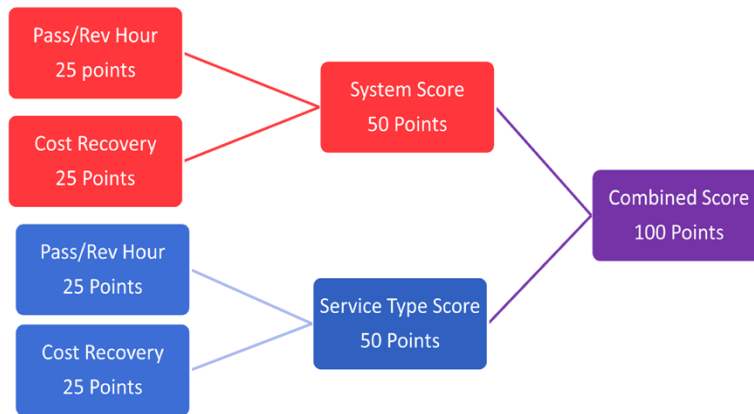 Pass/Rev Hour
25 points
Cost Recovery
25 Points
System Score
50 Points
Pass/Rev Hour
25 Points
Cost Recovery
25 Points
Service Type Score
50 Points
Combined Score
100 Points